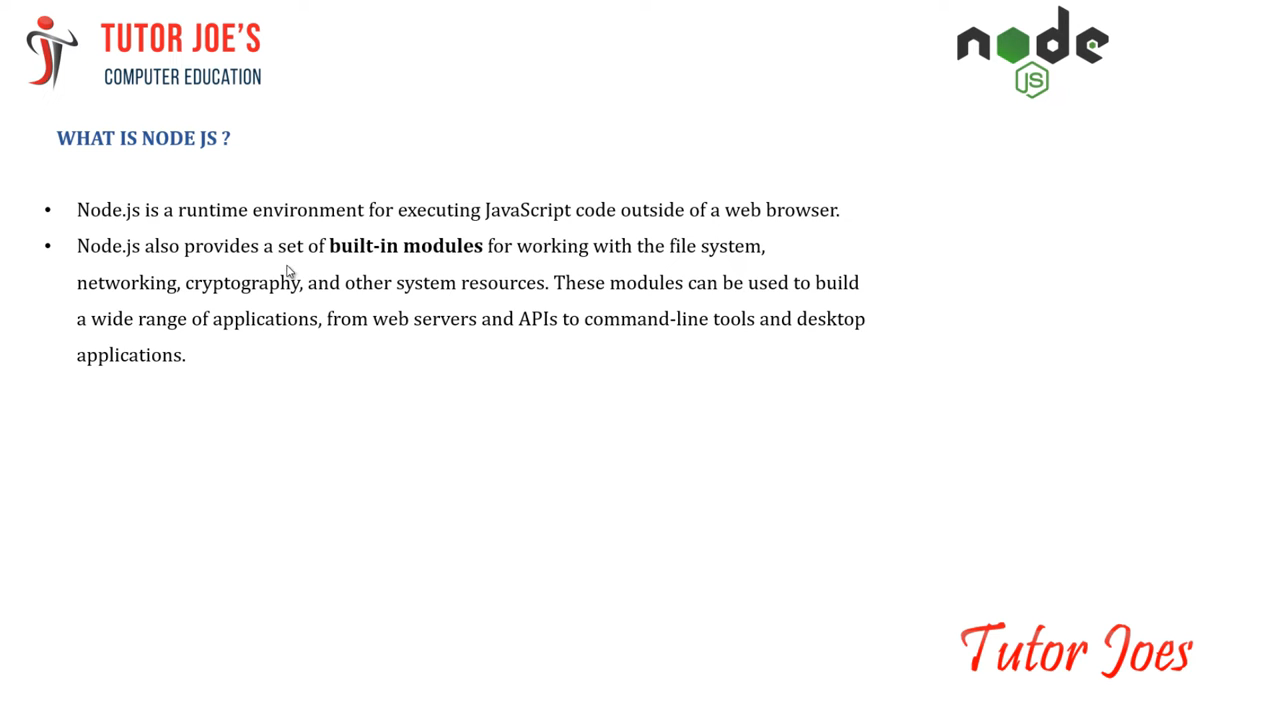 TUTOR JOE'S
COMPUTER EDUCATION
node
JS
WHAT IS NODE JS ?
• Node.js is a runtime environment for executing JavaScript code outside of a web browser.
• Node.js also provides a set of built-in modules for working with the file system,
networking, cryptography, and other system resources. These modules can be used to build
a wide range of applications, from web servers and APIs to command-line tools and desktop
applications.
Tutor Joes